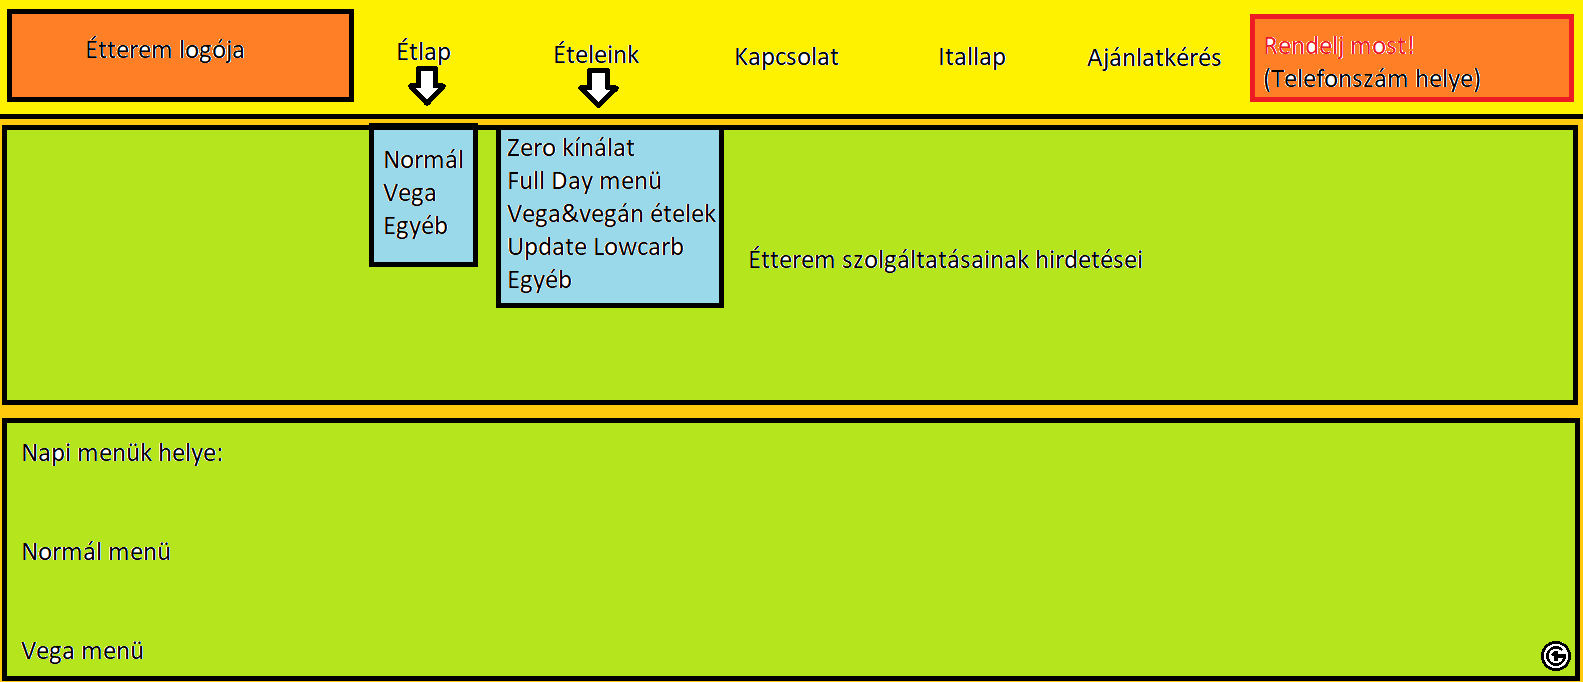 Étterem logója
Étlap
Ételeink
Kapcsolat
Itallap
Ajánlatkérés
Rendelj most!
(Telefonszám helye)
Normál
Vega
Egyéb
Zero kínálat
Full Day menü
Vega&vegán ételek
Update Lowcarb
Egyéb
Étterem szolgáltatásainak hirdetései
Napi menük helye:
Normál menü
Vega menü